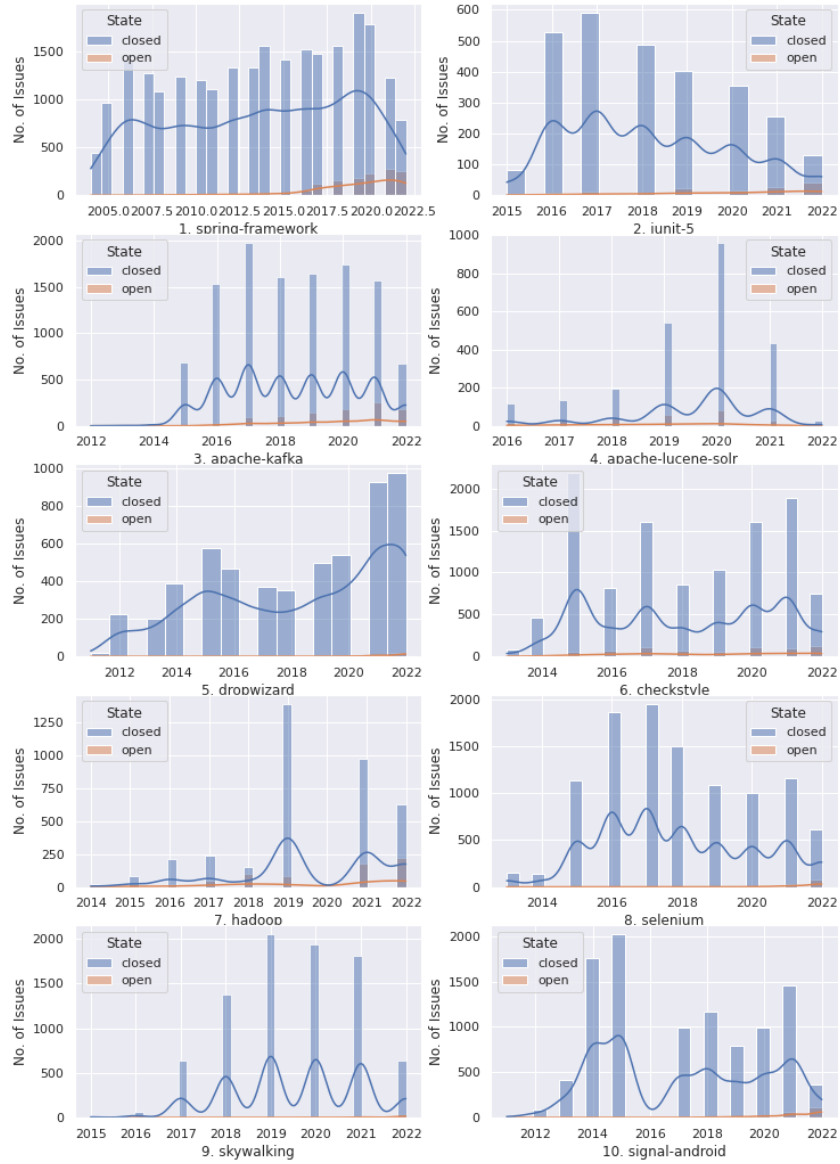 State
closed
open
No. of Issues
1500
1000
500
0
2005.0 2007.5 2010.0 2012.5 2015.0 2017.5 2020.0 2022.5
1. spring-framework
State
closed
open
No. of Issues
600
500
400
300
200
100
0
2015 2016 2017 2018 2019 2020 2021 2022
2. junit-5
State
closed
open
No. of Issues
2000
1500
1000
500
0
2012 2014 2016 2018 2020 2022
3. apache-kafka
State
closed
open
No. of Issues
1000
800
600
400
200
0
2016 2017 2018 2019 2020 2021 2022
4. apache-lucene-solr
State
closed
open
No. of Issues
1000
800
600
400
200
0
2012 2014 2016 2018 2020 2022
5. dropwizard
State
closed
open
No. of Issues
2000
1500
1000
500
0
2014 2016 2018 2020 2022
6. checkstyle
State
closed
open
No. of Issues
1250
1000
750
500
250
0
2014 2015 2016 2017 2018 2019 2020 2021 2022
7. hadoop
State
closed
open
No. of Issues
2000
1500
1000
500
0
2014 2016 2018 2020 2022
8. selenium
State
closed
open
No. of Issues
2000
1500
1000
500
0
2015 2016 2017 2018 2019 2020 2021 2022
9. skywalking
State
closed
open
No. of Issues
2000
1500
1000
500
0
2012 2014 2016 2018 2020 2022
10. signal-android